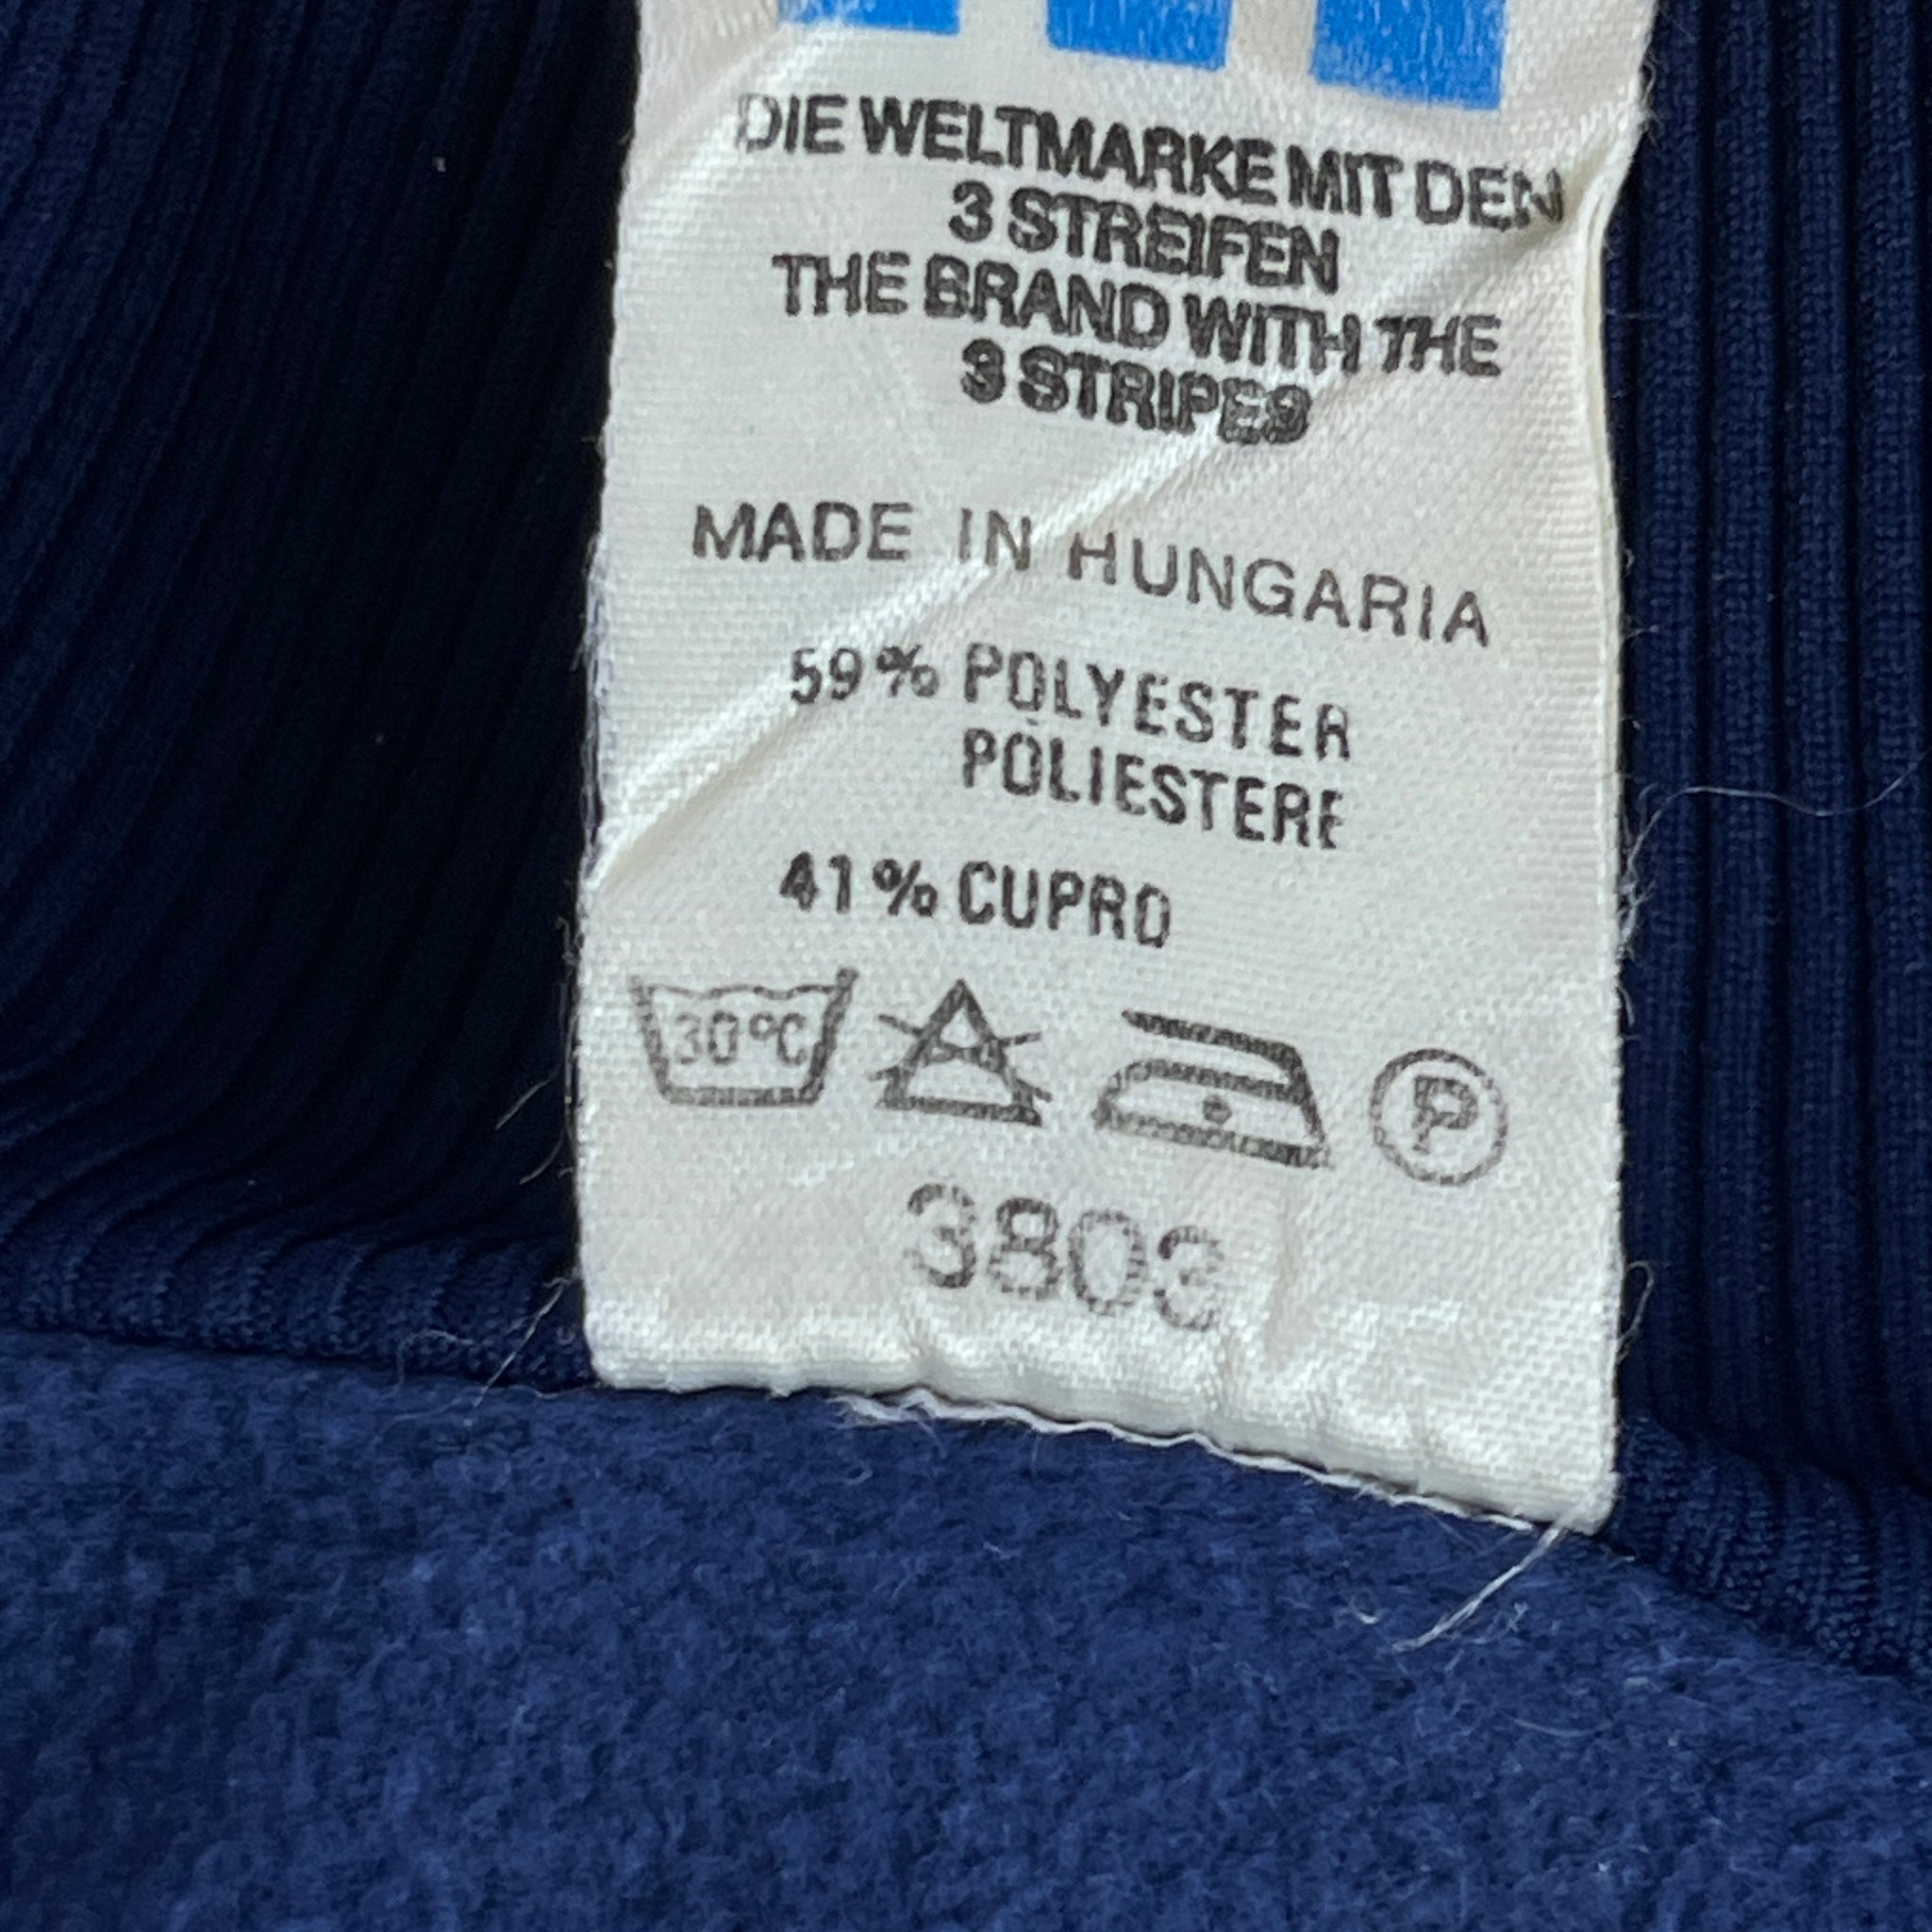 DIE WELTMARKE MIT DEN
3 STREIFEN
THE BRAND WITH THE
3 STRIPES
MADE IN HUNGARIA
59% POLYESTER
POLIESTERE
41% CUPRO
30°C
P
3803